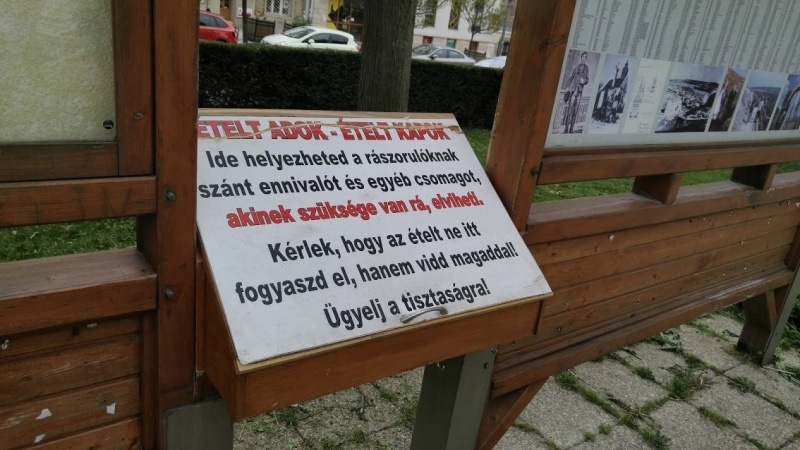 ÉTELT ADOK - ÉTELT KAPOK
Ide helyezheted a rászorulóknak
szánt ennivalót és egyéb csomagot,
akinek szüksége van rá, elviheti.
Kérlek, hogy az ételt ne itt
fogyaszd el, hanem vidd magaddal!
Ügyelj a tisztaságra!